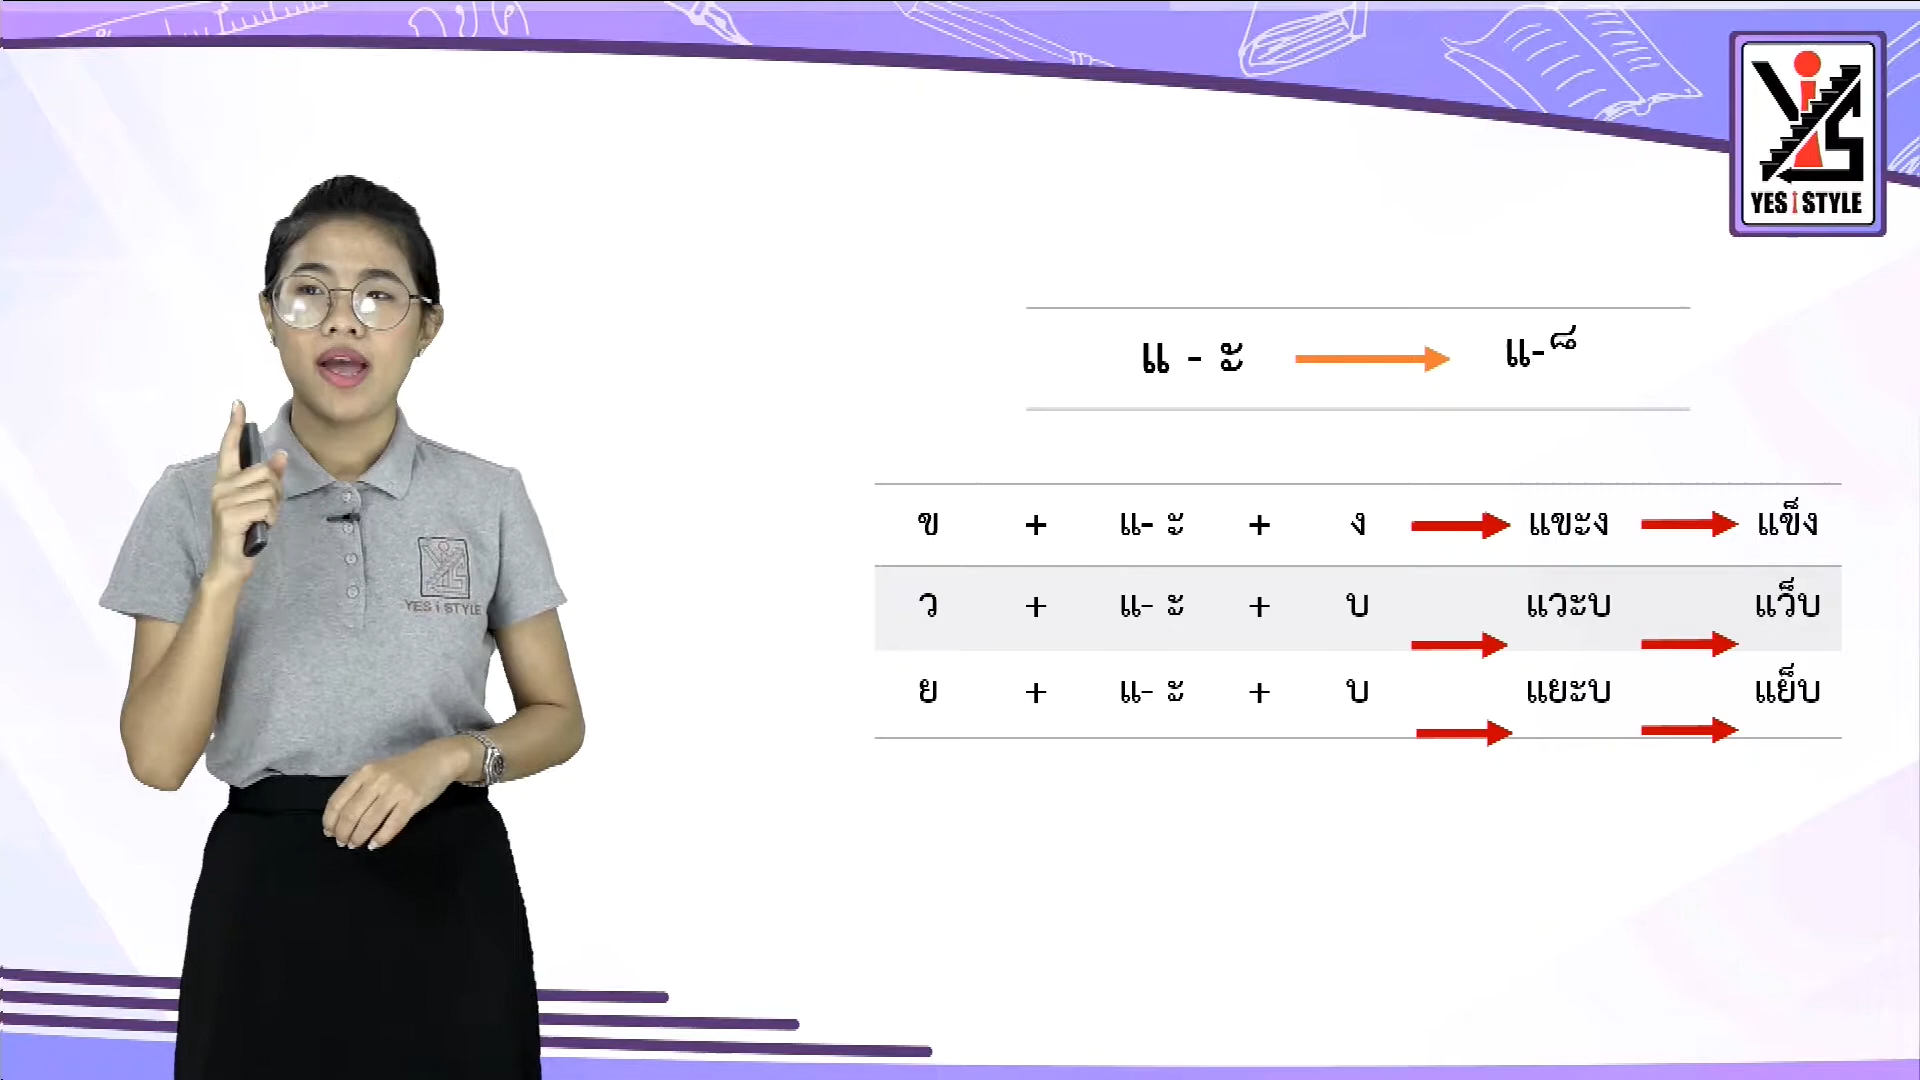 YES i STYLE
แ - ะ แ-็
ข + แ- ะ + ง แขะง แข็ง
ว + แ- ะ + บ แวะบ แว็บ
ย + แ- ะ + บ แยะบ แย็บ
YES i STYLE